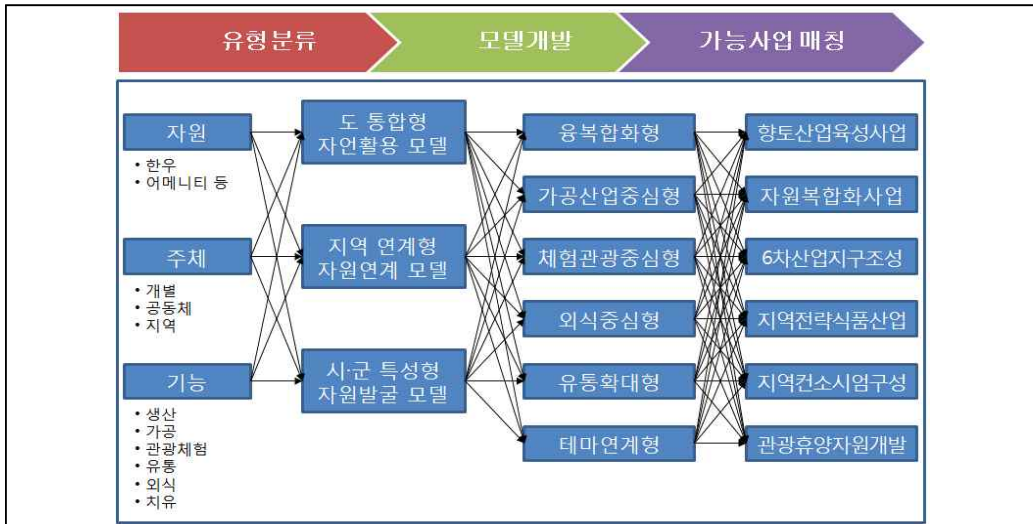 유형분류
모델개발
가능사업 매칭
자원
• 한우
• 어메니티 등
주체
• 개별
• 공동체
• 지역
기능
• 생산
• 가공
• 관광체험
• 유통
• 외식
• 치유
도 통합형
자언활용 모델
지역 연계형
자원연계 모델
시·군 특성형
자원발굴 모델
융복합화형
가공산업중심형
체험관광중심형
외식중심형
유통확대형
테마연계형
향토산업육성사업
자원복합화사업
6차산업지구조성
지역전략식품산업
지역컨소시엄구성
관광휴양자원개발